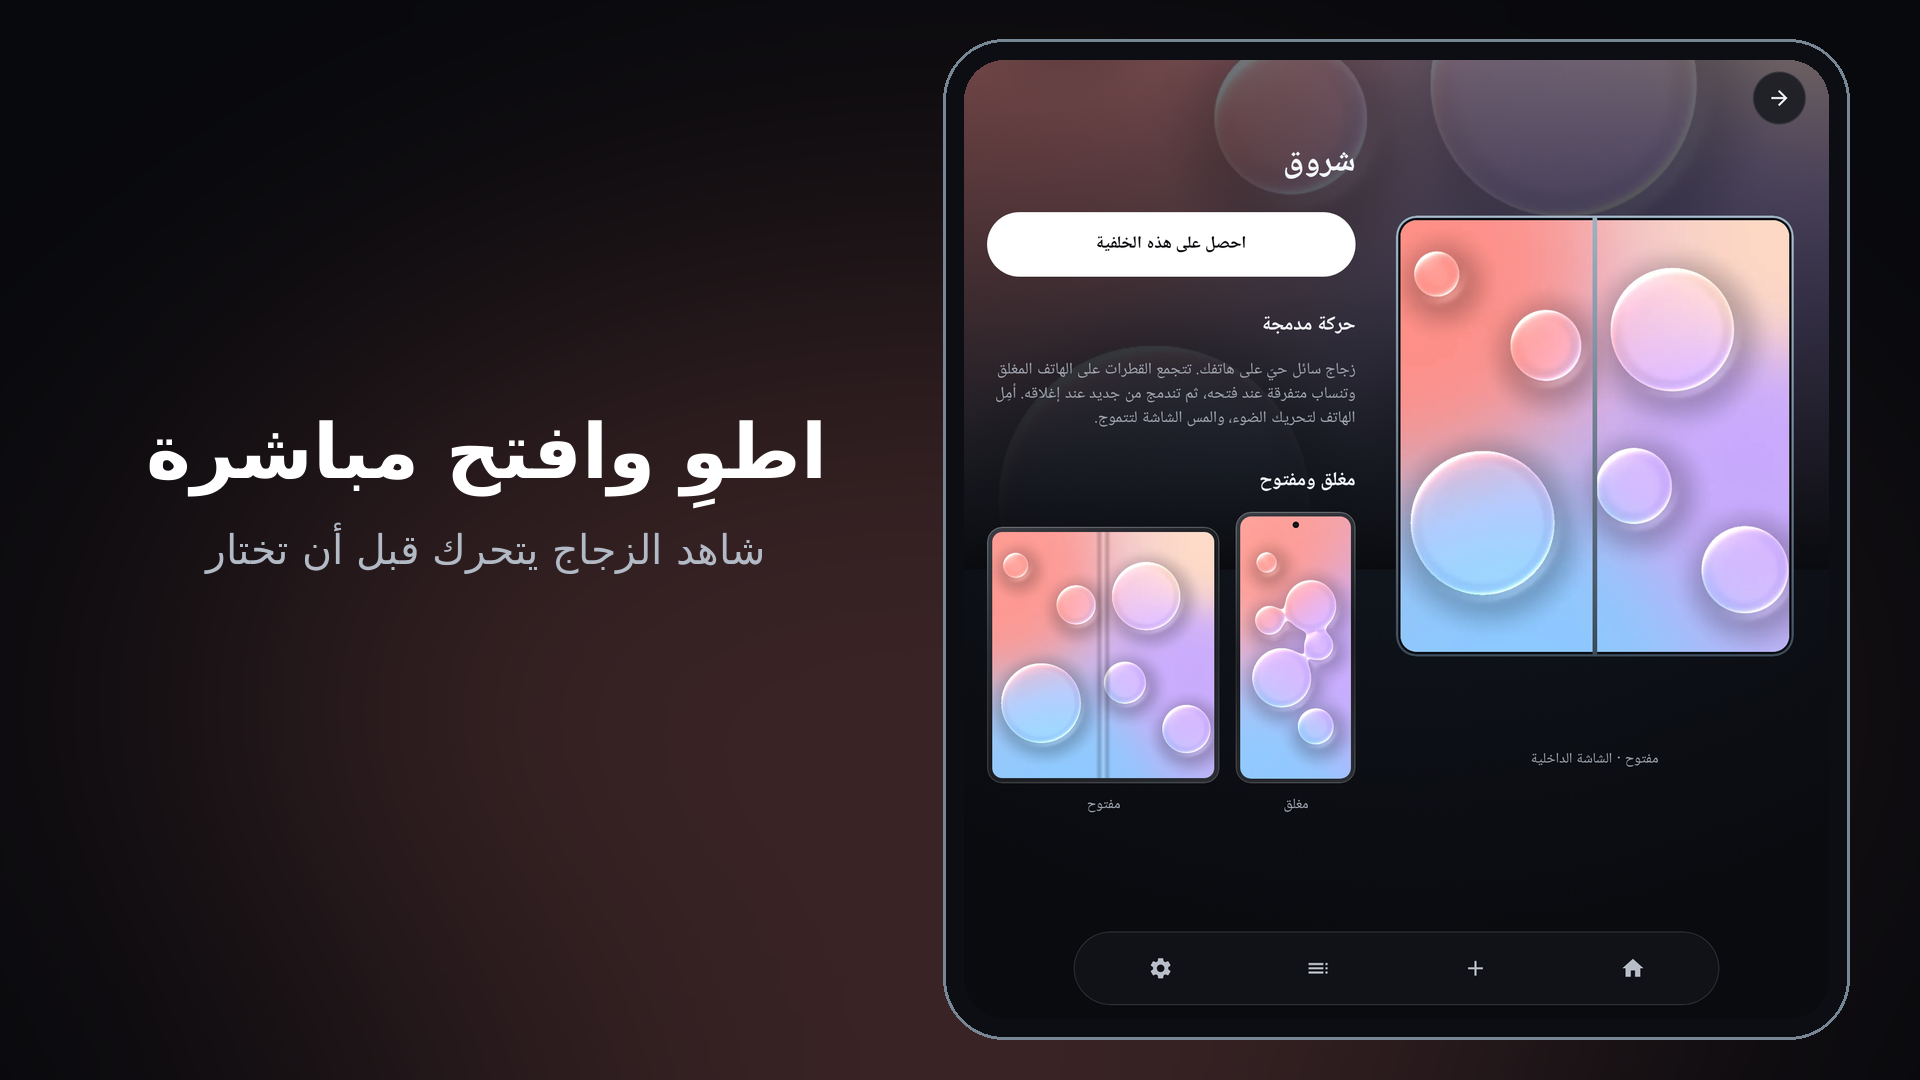 اطوِ وافتح مباشرة
شاهد الزجاج يتحرك قبل أن تختار
شروق
احصل على هذه الخلفية
حركة مدمجة
زجاج سائل حيّ على هاتفك. تتجمع القطرات على الهاتف المغلق
وتنساب متفرقة عند فتحه، ثم تندمج من جديد عند إغلاقه. أمِل
الهاتف لتحريك الضوء، والمس الشاشة لتتموج.
مغلق ومفتوح
مغلق
مفتوح
مفتوح · الشاشة الداخلية